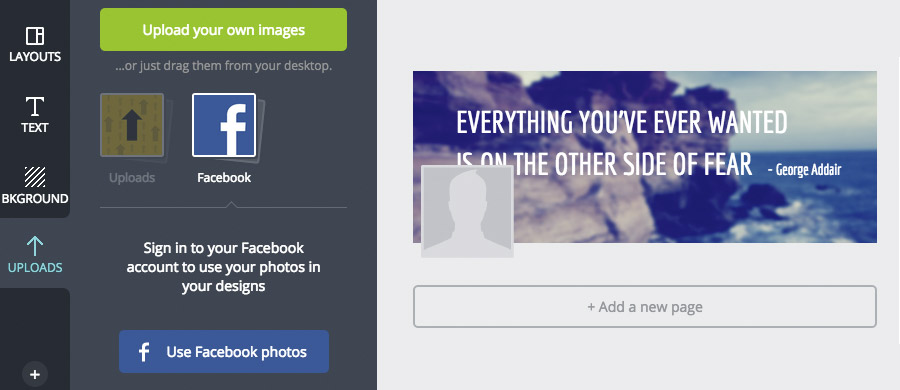 LAYOUTS
TEXT
BKGROUND
UPLOADS
Upload your own images
...or just drag them from your desktop.
Uploads
Facebook
Sign in to your Facebook
account to use your photos in
your designs
Use Facebook photos
EVERYTHING YOU'VE EVER WANTED
IS ON THE OTHER SIDE OF FEAR - George Addair
+ Add a new page